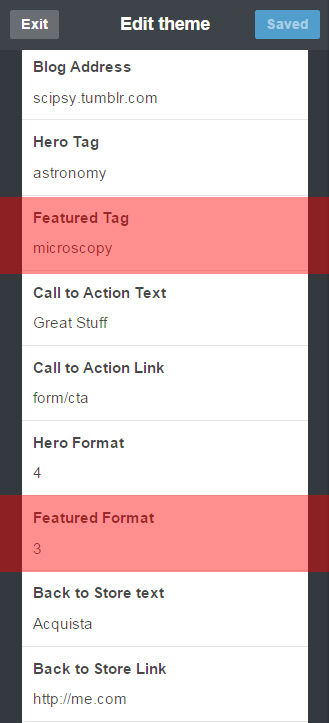 Exit Edit theme Saved
Blog Address
scipsy.tumblr.com
Hero Tag
astronomy
Featured Tag
microscopy
Call to Action Text
Great Stuff
Call to Action Link
form/cta
Hero Format
4
Featured Format
3
Back to Store text
Acquista
Back to Store Link
http://me.com